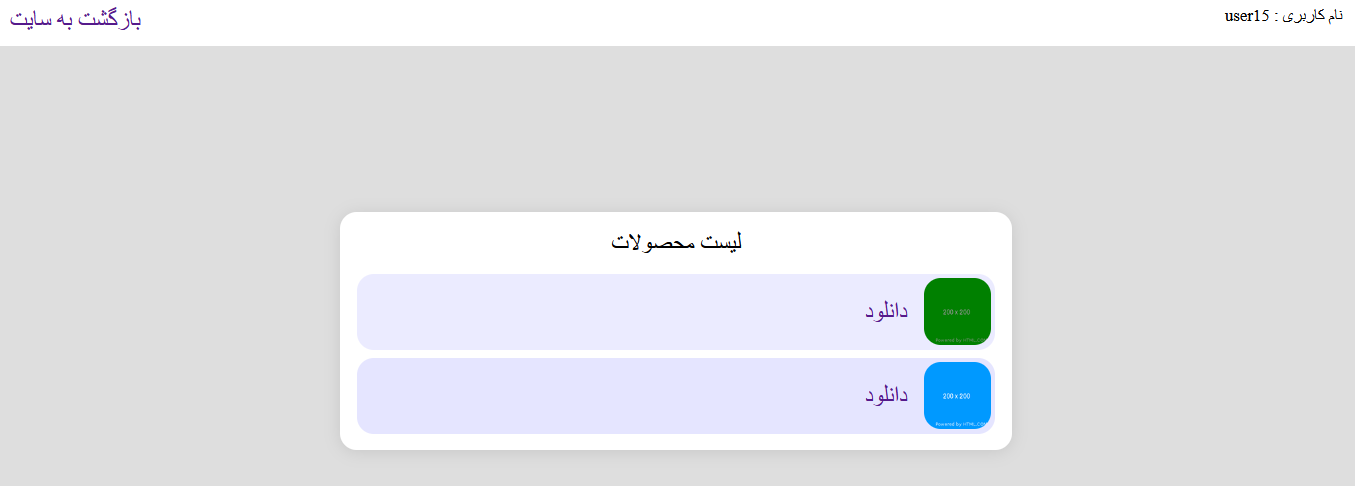 نام کاربری : user15
بازگشت به سایت
لیست محصولات
200 x 200
دانلود
Powered by HTML.COM
200 x 200
دانلود
Powered by HTML.COM